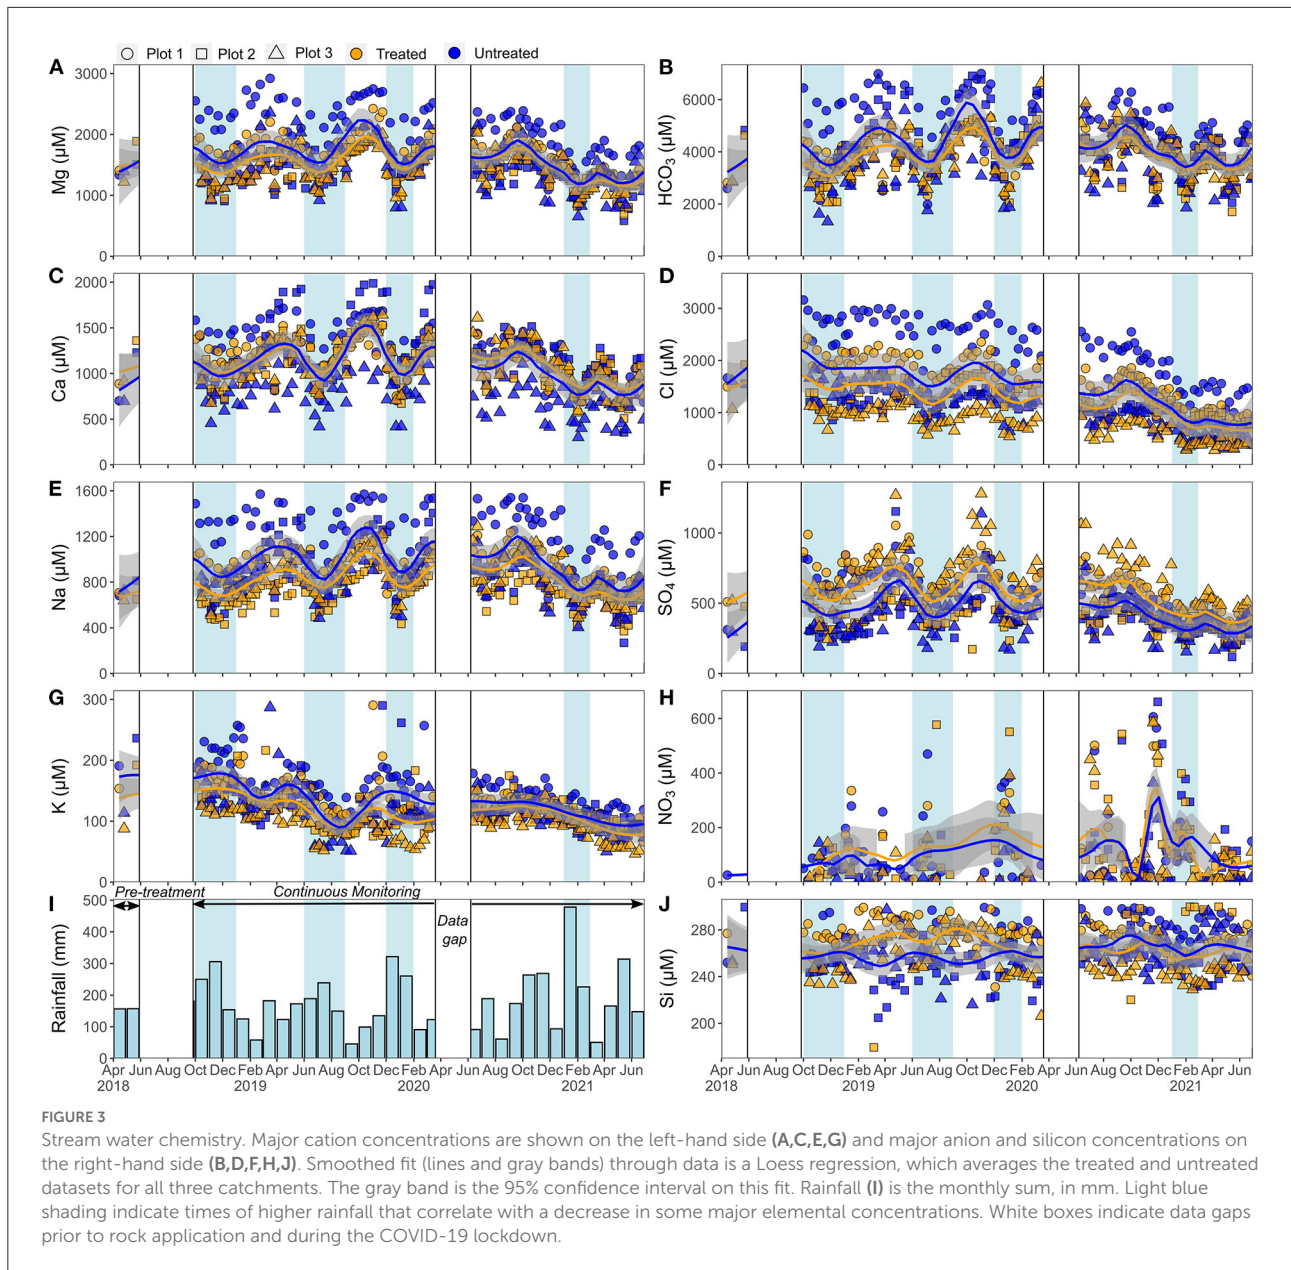 Plot 1 Plot 2 Plot 3 Treated Untreated
A
3000
2000
1000
0
Mg (µM)
B
6000
4000
2000
0
HCO3 (µM)
C
2000
1500
1000
500
0
Ca (µM)
D
3000
2000
1000
0
Cl (µM)
E
1600
1200
800
400
0
Na (µM)
F
1000
500
0
SO4 (µM)
G
300
200
100
0
K (µM)
H
600
400
200
0
NO3 (µM)
I
Pre-treatment Continuous Monitoring
Data
gap
500
400
300
200
100
0
Rainfall (mm)
Apr Jun Aug Oct Dec Feb Apr Jun Aug Oct Dec Feb Apr Jun Aug Oct Dec Feb Apr Jun
2018 2019 2020 2021
J
280
240
200
Si (µM)
Apr Jun Aug Oct Dec Feb Apr Jun Aug Oct Dec Feb Apr Jun Aug Oct Dec Feb Apr Jun
2018 2019 2020 2021
FIGURE 3
Stream water chemistry. Major cation concentrations are shown on the left-hand side (A,C,E,G) and major anion and silicon concentrations on
the right-hand side (B,D,F,H,J). Smoothed fit (lines and gray bands) through data is a Loess regression, which averages the treated and untreated
datasets for all three catchments. The gray band is the 95% confidence interval on this fit. Rainfall (I) is the monthly sum, in mm. Light blue
shading indicate times of higher rainfall that correlate with a decrease in some major elemental concentrations. White boxes indicate data gaps
prior to rock application and during the COVID-19 lockdown.